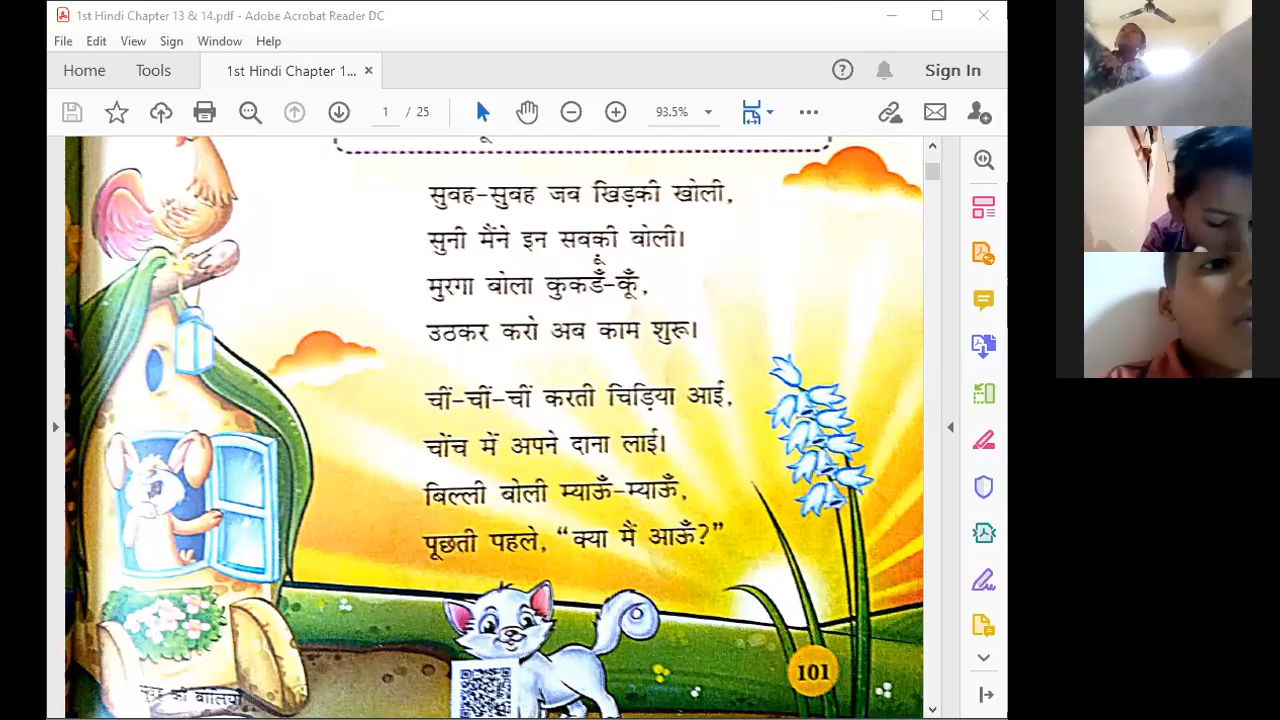 1st Hindi Chapter 13 & 14.pdf - Adobe Acrobat Reader DC
File Edit View Sign Window Help
Home Tools 1st Hindi Chapter 1... × Sign In
1 / 25 93.5%
सुबह-सुबह जब खिड़की खोली,
सुनी मैंने इन सबकी बोली।
मुरगा बोला कुकडूँ-कूँ,
उठकर करो अब काम शुरू।
चीं-चीं-चीं करती चिड़िया आई,
चोंच में अपने दाना लाई।
बिल्ली बोली म्याऊँ-म्याऊँ,
पूछती पहले, “क्या मैं आऊँ?”
101
की बोलियाँ